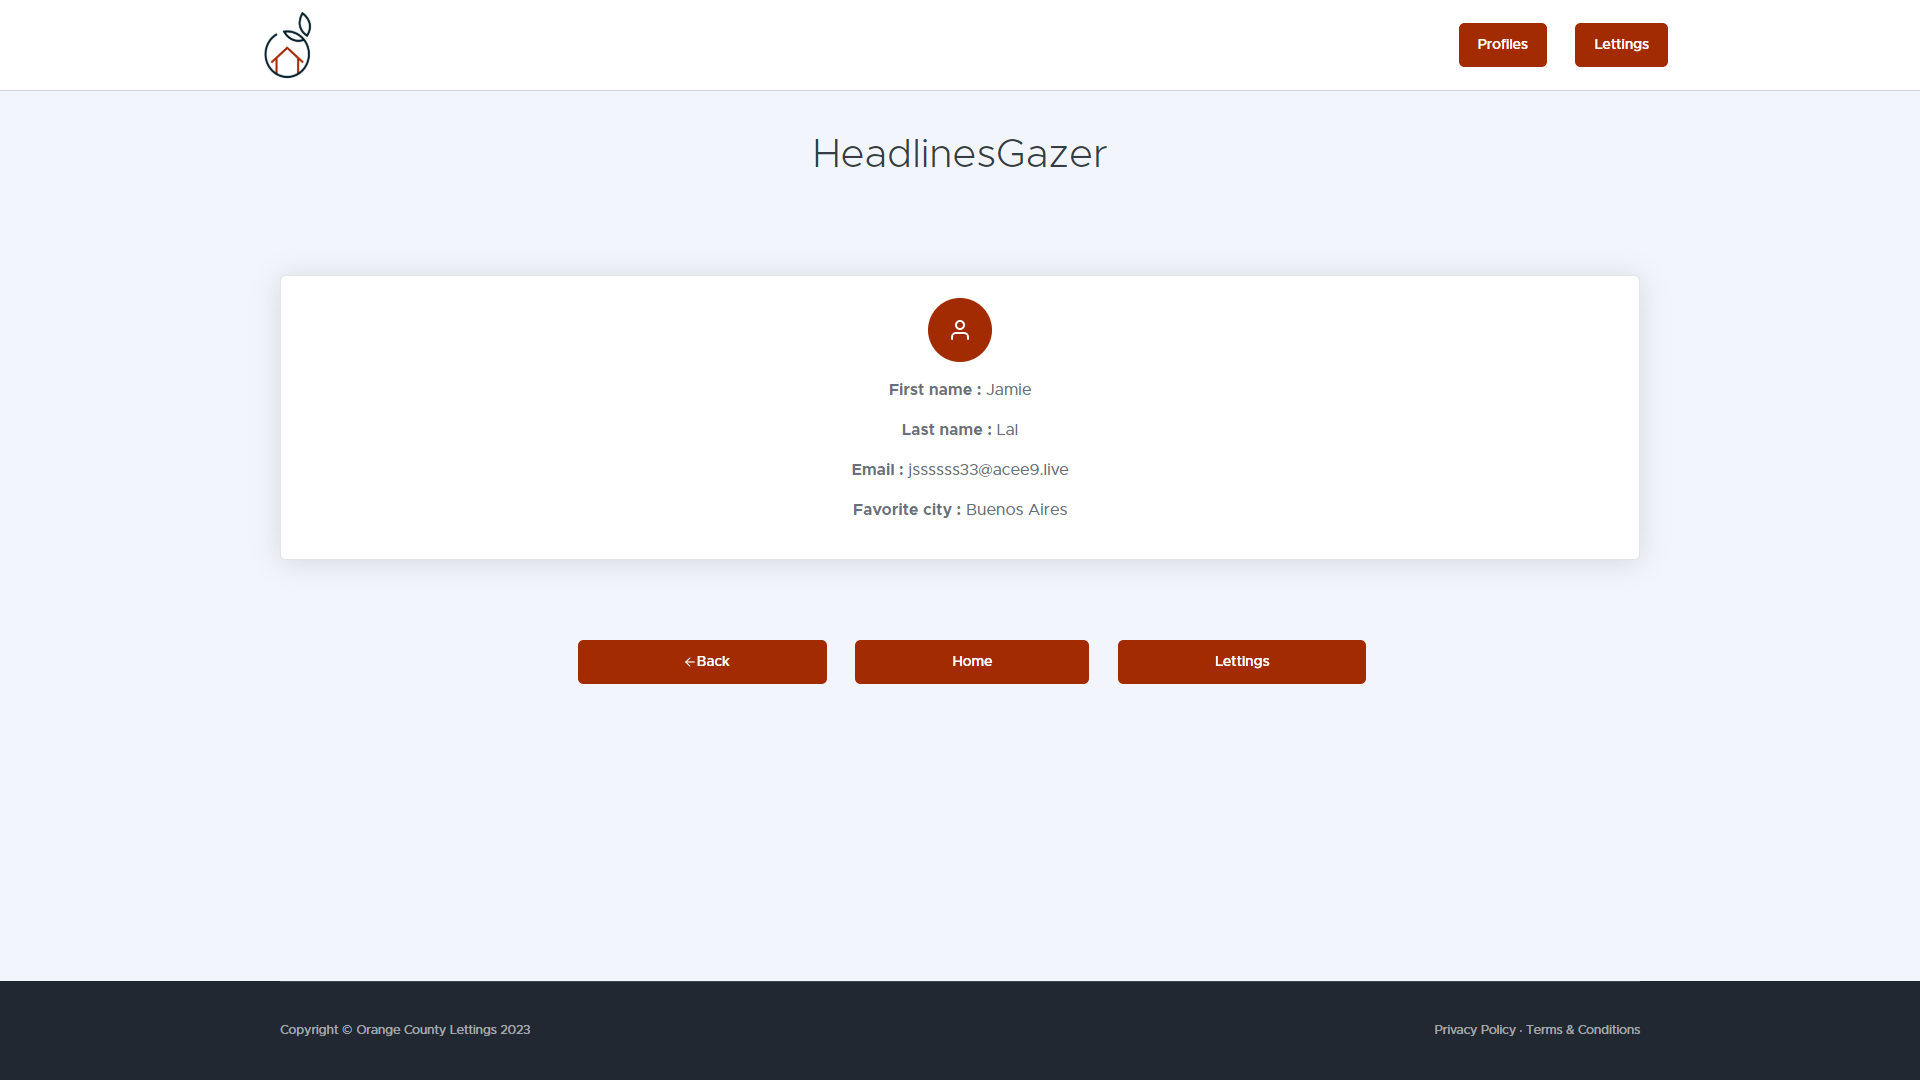 Profiles
Lettings
HeadlinesGazer
First name : Jamie
Last name : Lal
Email : jssssss33@acee9.live
Favorite city : Buenos Aires
←Back
Home
Lettings
Copyright © Orange County Lettings 2023
Privacy Policy · Terms & Conditions